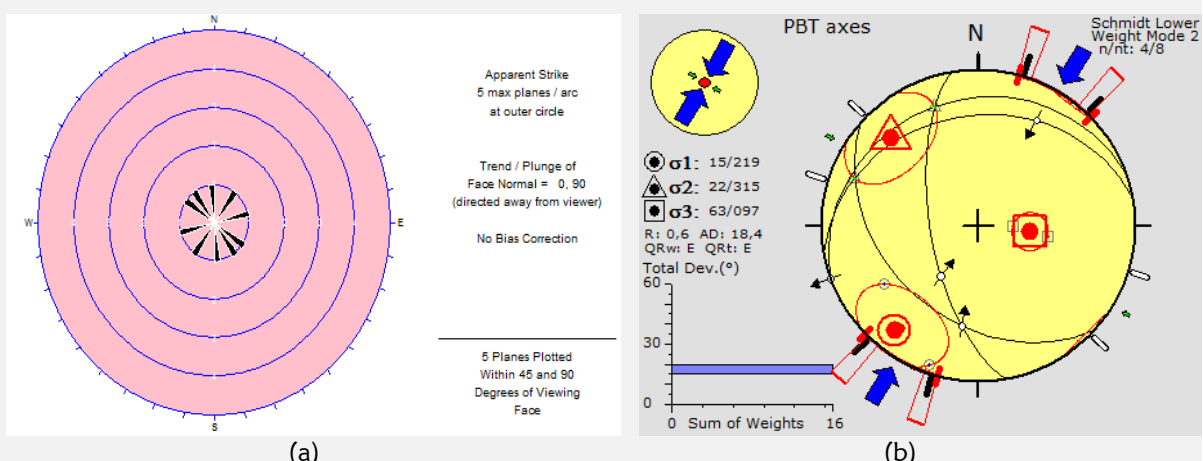 N
W
E
S
Apparent Strike
5 max planes / arc
at outer circle
Trend / Plunge of
Face Normal = 0, 90
(directed away from viewer)
No Bias Correction
5 Planes Plotted
Within 45 and 90
Degrees of Viewing
Face
(a)
PBT axes
N
Schmidt Lower
Weight Mode 2
n/nt: 4/8
σ1: 15/219
σ2: 22/315
σ3: 63/097
R: 0,6 AD: 18,4
QRw: E QRt: E
Total Dev.(°)
60
30
0
0 Sum of Weights 16
(b)